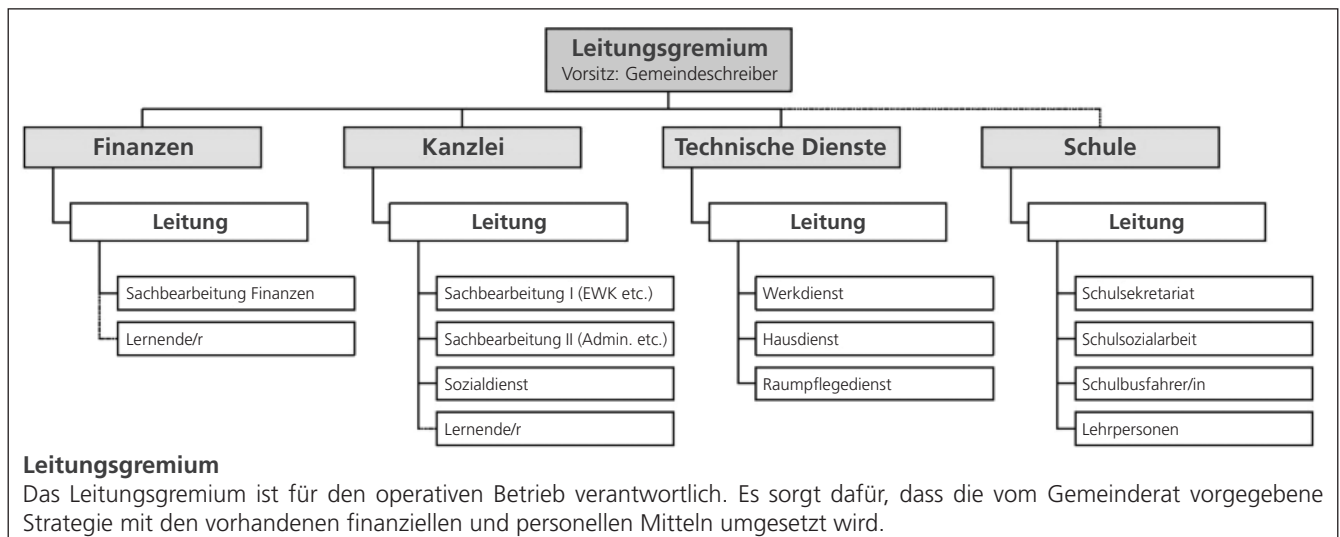 Leitungsgremium
Vorsitz: Gemeindeschreiber
Finanzen
Leitung
Sachbearbeitung Finanzen
Lernende/r
Kanzlei
Leitung
Sachbearbeitung I (EWK etc.)
Sachbearbeitung II (Admin. etc.)
Sozialdienst
Lernende/r
Technische Dienste
Leitung
Werkdienst
Hausdienst
Raumpflegedienst
Schule
Leitung
Schulsekretariat
Schulsozialarbeit
Schulbusfahrer/in
Lehrpersonen
Leitungsgremium
Das Leitungsgremium ist für den operativen Betrieb verantwortlich. Es sorgt dafür, dass die vom Gemeinderat vorgegebene
Strategie mit den vorhandenen finanziellen und personellen Mitteln umgesetzt wird.